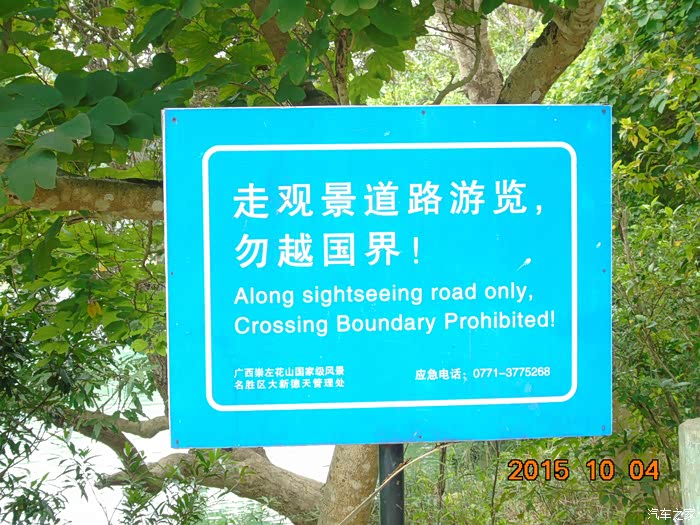 走观景道路游览，
勿越国界！
Along sightseeing road only,
Crossing Boundary Prohibited!
广西崇左花山国家级风景
名胜区大新德天管理处
应急电话：0771-3775268
2015 10 04
汽车之家